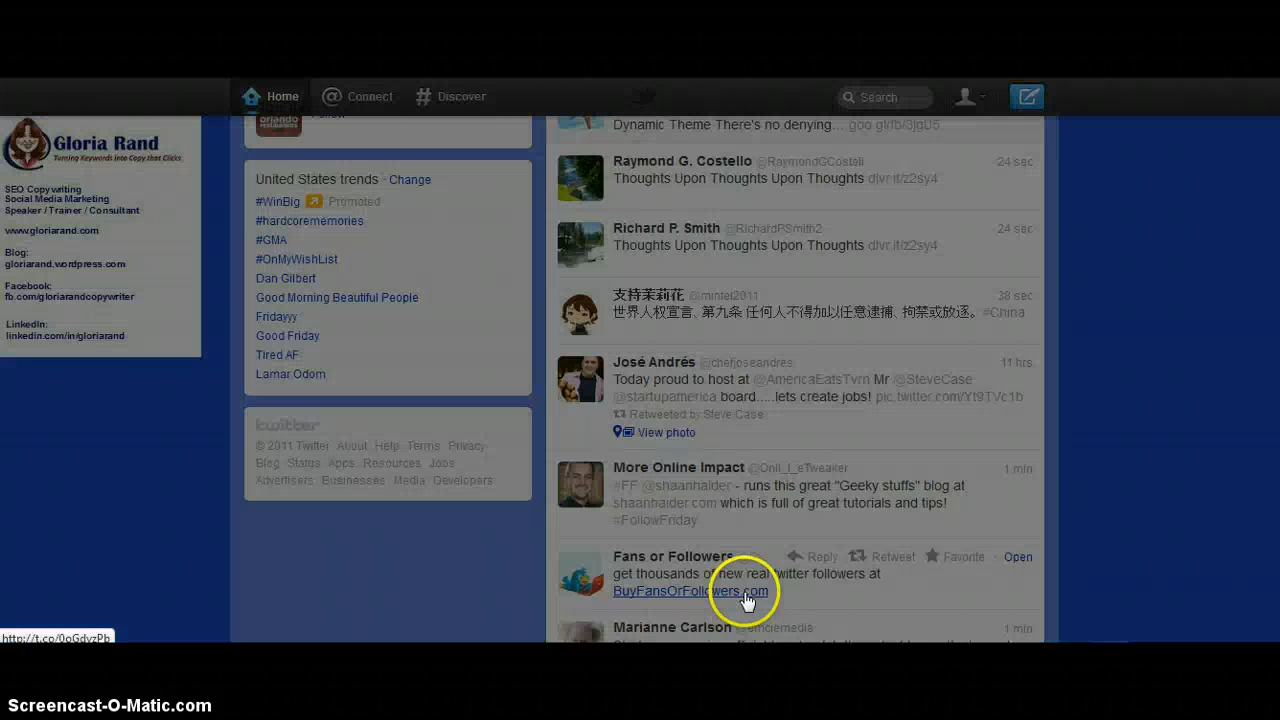 Home
Connect
Discover
Search
Gloria Rand
Turning Keywords into Copy that Clicks
SEO Copywriting
Social Media Marketing
Speaker / Trainer / Consultant
www.gloriarand.com
Blog:
gloriarand.wordpress.com
Facebook:
fb.com/gloriarandcopywriter
LinkedIn:
linkedin.com/in/gloriarand
orlando
United States trends · Change
#WinBig Promoted
#hardcorememories
#GMA
#OnMyWishList
Dan Gilbert
Good Morning Beautiful People
Fridayyy
Good Friday
Tired AF
Lamar Odom
twitter
© 2011 Twitter About Help Terms Privacy
Blog Status Apps Resources Jobs
Advertisers Businesses Media Developers
Dynamic Theme There's no denying...
Raymond G. Costello @RaymondGCostell 24 sec
Thoughts Upon Thoughts Upon Thoughts dlvr.it/z2sy4
Richard P. Smith @RichardPSmith2 24 sec
Thoughts Upon Thoughts Upon Thoughts dlvr.it/z2sy4
支持茉莉花 @mintei2011 38 sec
世界人权宣言、第九条 任何人不得加以任意逮捕、拘禁或放逐。 #China
José Andrés @chefjoseandres 11 hrs
Today proud to host at @AmericaEatsTvrn Mr @SteveCase
@startupamerica board.....lets create jobs! pic.twitter.com/Yt9TVc1b
Retweeted by Steve Case
View photo
More Online Impact @Onli_I_eTweaker 1 min
#FF @shaanhaider - runs this great "Geeky stuffs" blog at
shaanhaider.com which is full of great tutorials and tips!
#FollowFriday
Fans or Followers Reply Retweet Favorite · Open
get thousands of new real twitter followers at
BuyFansOrFollowers.com
Marianne Carlson @emciemedia 1 min
http://t.co/0oGdvzPb
Screencast-O-Matic.com